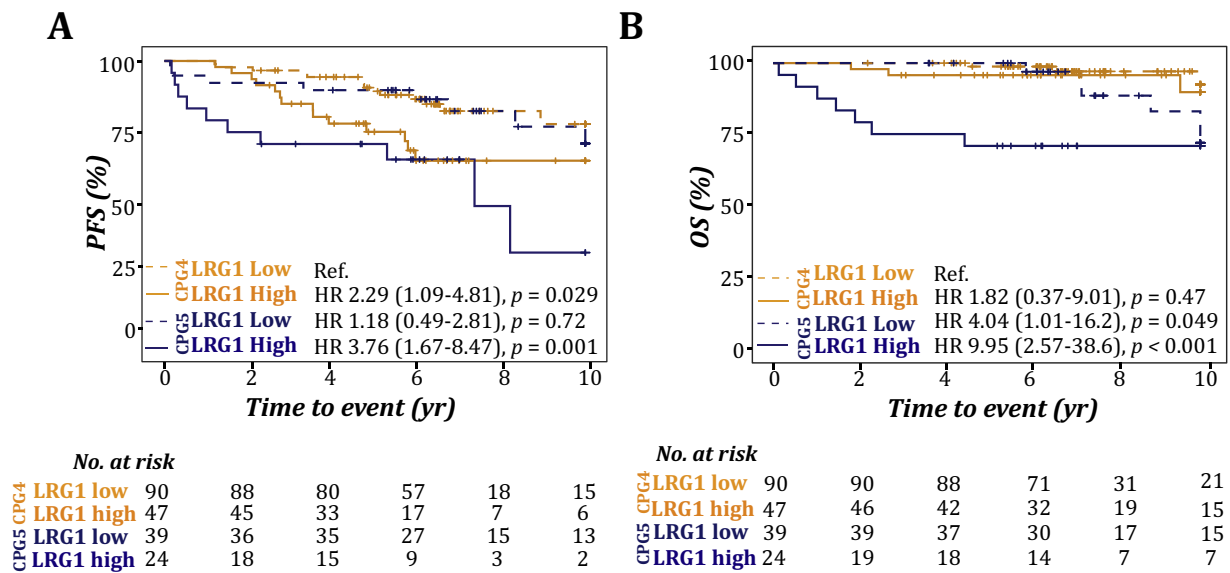 A
100
75
50
25
0
PFS (%)
CPG4 LRG1 Low Ref.
LRG1 High HR 2.29 (1.09-4.81), p = 0.029
CPG5 LRG1 Low HR 1.18 (0.49-2.81), p = 0.72
LRG1 High HR 3.76 (1.67-8.47), p = 0.001
0 2 4 6 8 10
Time to event (yr)
No. at risk
CPG4 LRG1 low 90 88 80 57 18 15
LRG1 high 47 45 33 17 7 6
CPG5 LRG1 low 39 36 35 27 15 13
LRG1 high 24 18 15 9 3 2
B
100
75
50
25
0
OS (%)
CPG4 LRG1 Low Ref.
LRG1 High HR 1.82 (0.37-9.01), p = 0.47
CPG5 LRG1 Low HR 4.04 (1.01-16.2), p = 0.049
LRG1 High HR 9.95 (2.57-38.6), p < 0.001
0 2 4 6 8 10
Time to event (yr)
No. at risk
CPG4 LRG1 low 90 90 88 71 31 21
LRG1 high 47 46 42 32 19 15
CPG5 LRG1 low 39 39 37 30 17 15
LRG1 high 24 19 18 14 7 7